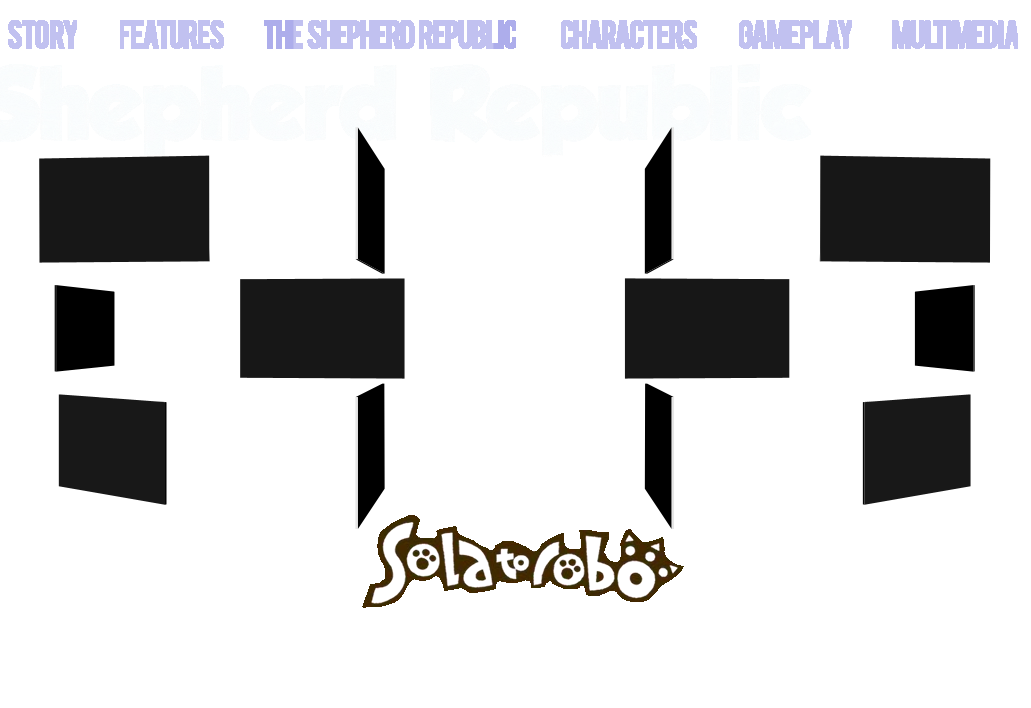 STORY FEATURES THE SHEPHERD REPUBLIC CHARACTERS GAMEPLAY MULTIMEDIA
Shepherd Republic
Solatorobo